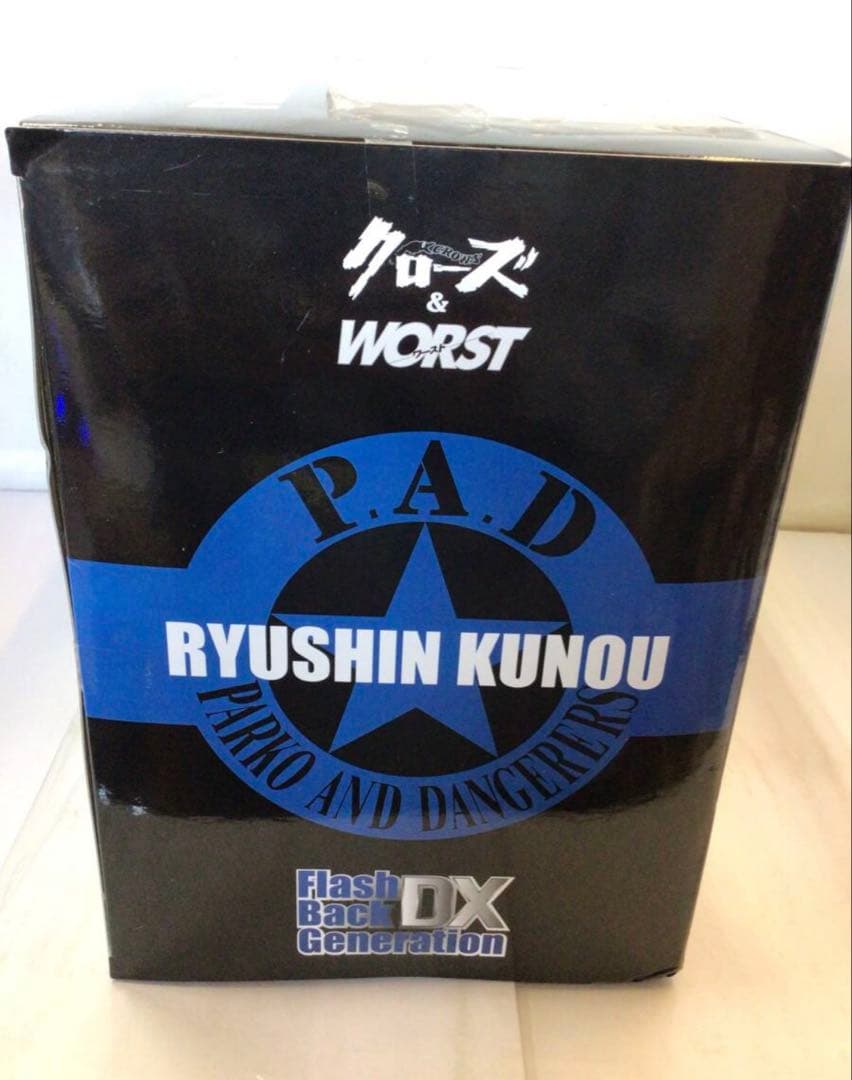 クローズ
CROWS
&
WORST
ワースト
P.A.D
RYUSHIN KUNOU
PARKO AND DANGERERS
Flash
Back DX
Generation